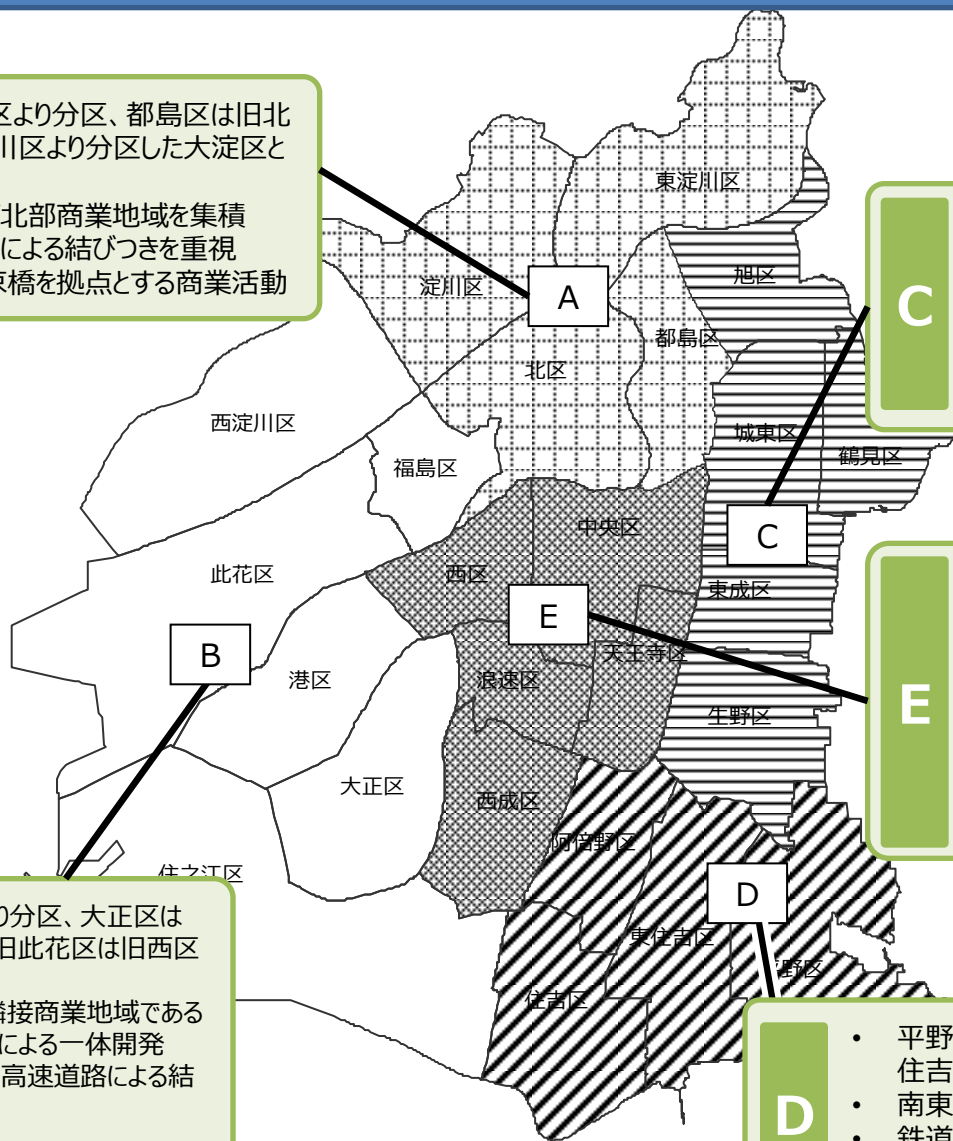 区より分区、都島区は旧北
川区より分区した大淀区と
北部商業地域を集積
による結びつきを重視
京橋を拠点とする商業活動
東淀川区
旭区
淀川区
A
C
都島区
北区
西淀川区
城東区
福島区
鶴見区
中央区
C
此花区
西区
東成区
E
B
天王寺区
港区
浪速区
生野区
E
大正区
西成区
阿倍野区
住之江区
D
り分区、大正区は
旧此花区は旧西区
東住吉区
平野区
住吉区
隣接商業地域である
による一体開発
高速道路による結
D
• 平野
住吉
• 南東
• 鉄道